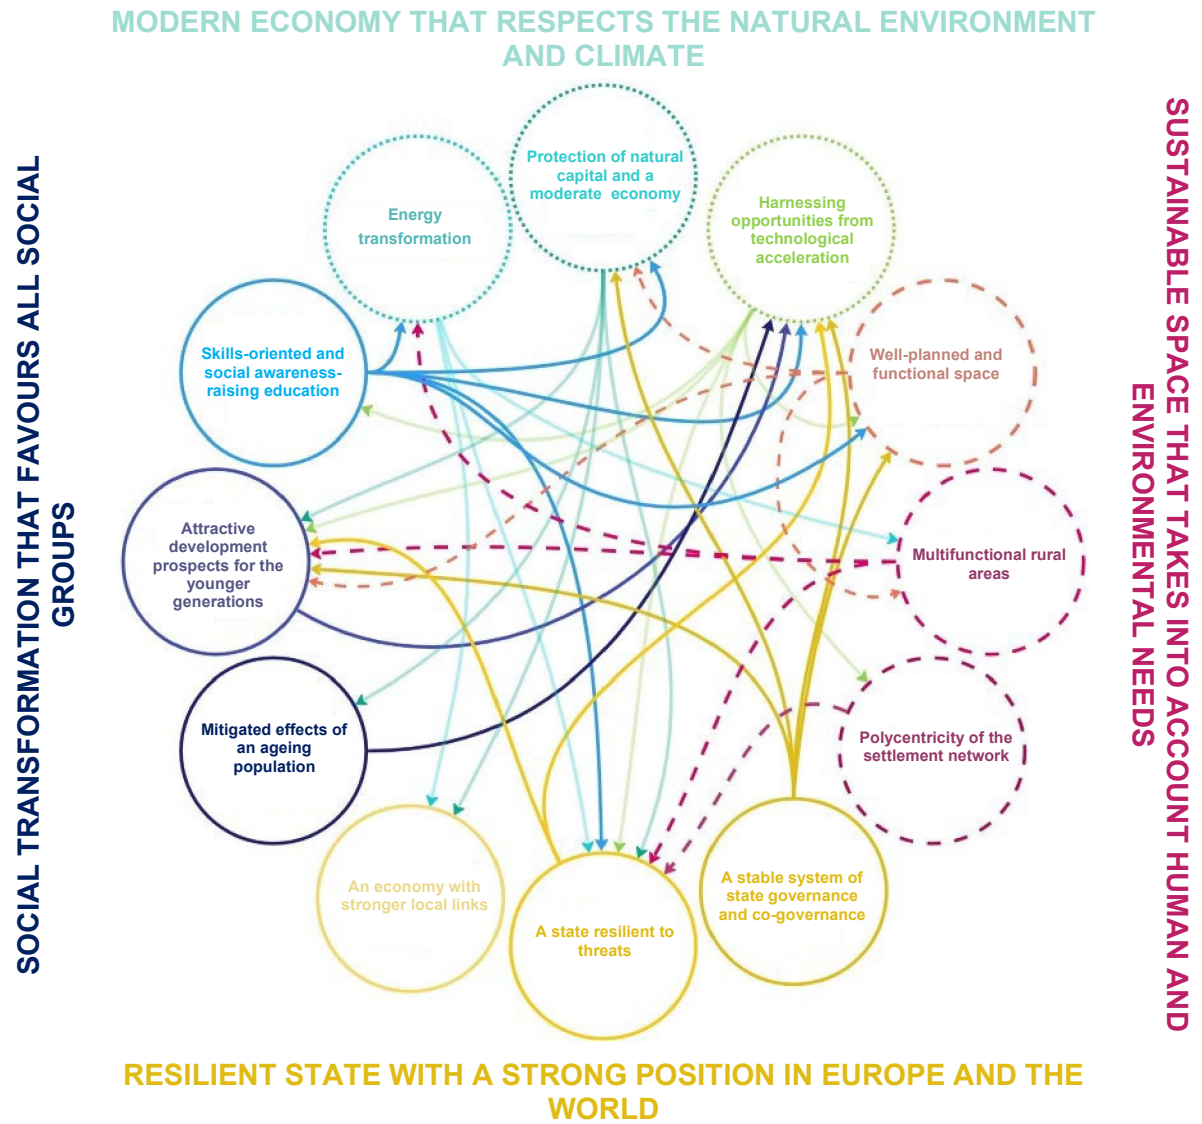 MODERN ECONOMY THAT RESPECTS THE NATURAL ENVIRONMENT
AND CLIMATE
SOCIAL TRANSFORMATION THAT FAVOURS ALL SOCIAL
GROUPS
SUSTAINABLE SPACE THAT TAKES INTO ACCOUNT HUMAN AND
ENVIRONMENTAL NEEDS
Protection of natural
capital and a
moderate economy
Energy
transformation
Harnessing
opportunities from
technological
acceleration
Skills-oriented and
social awareness-
raising education
Well-planned and
functional space
Attractive
development
prospects for the
younger
generations
Multifunctional rural
areas
Mitigated effects of
an ageing
population
Polycentricity of the
settlement network
An economy with
stronger local links
A state resilient to
threats
A stable system of
state governance
and co-governance
RESILIENT STATE WITH A STRONG POSITION IN EUROPE AND THE
WORLD